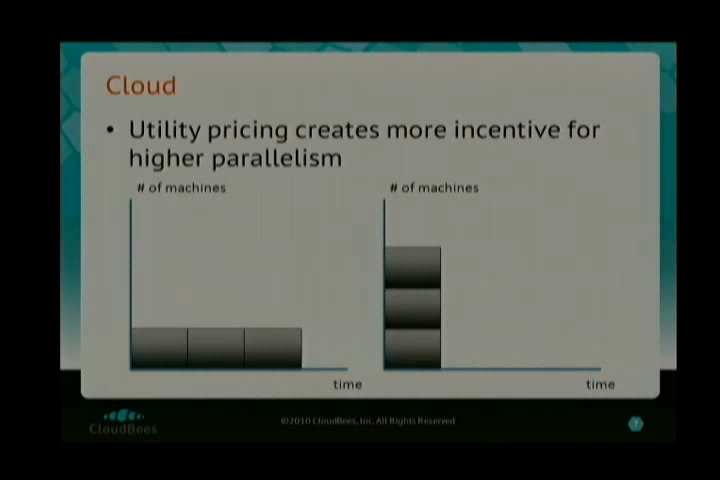 Cloud
• Utility pricing creates more incentive for
higher parallelism
# of machines
# of machines
time
time
CloudBees
©2010 CloudBees, Inc. All Rights Reserved
7